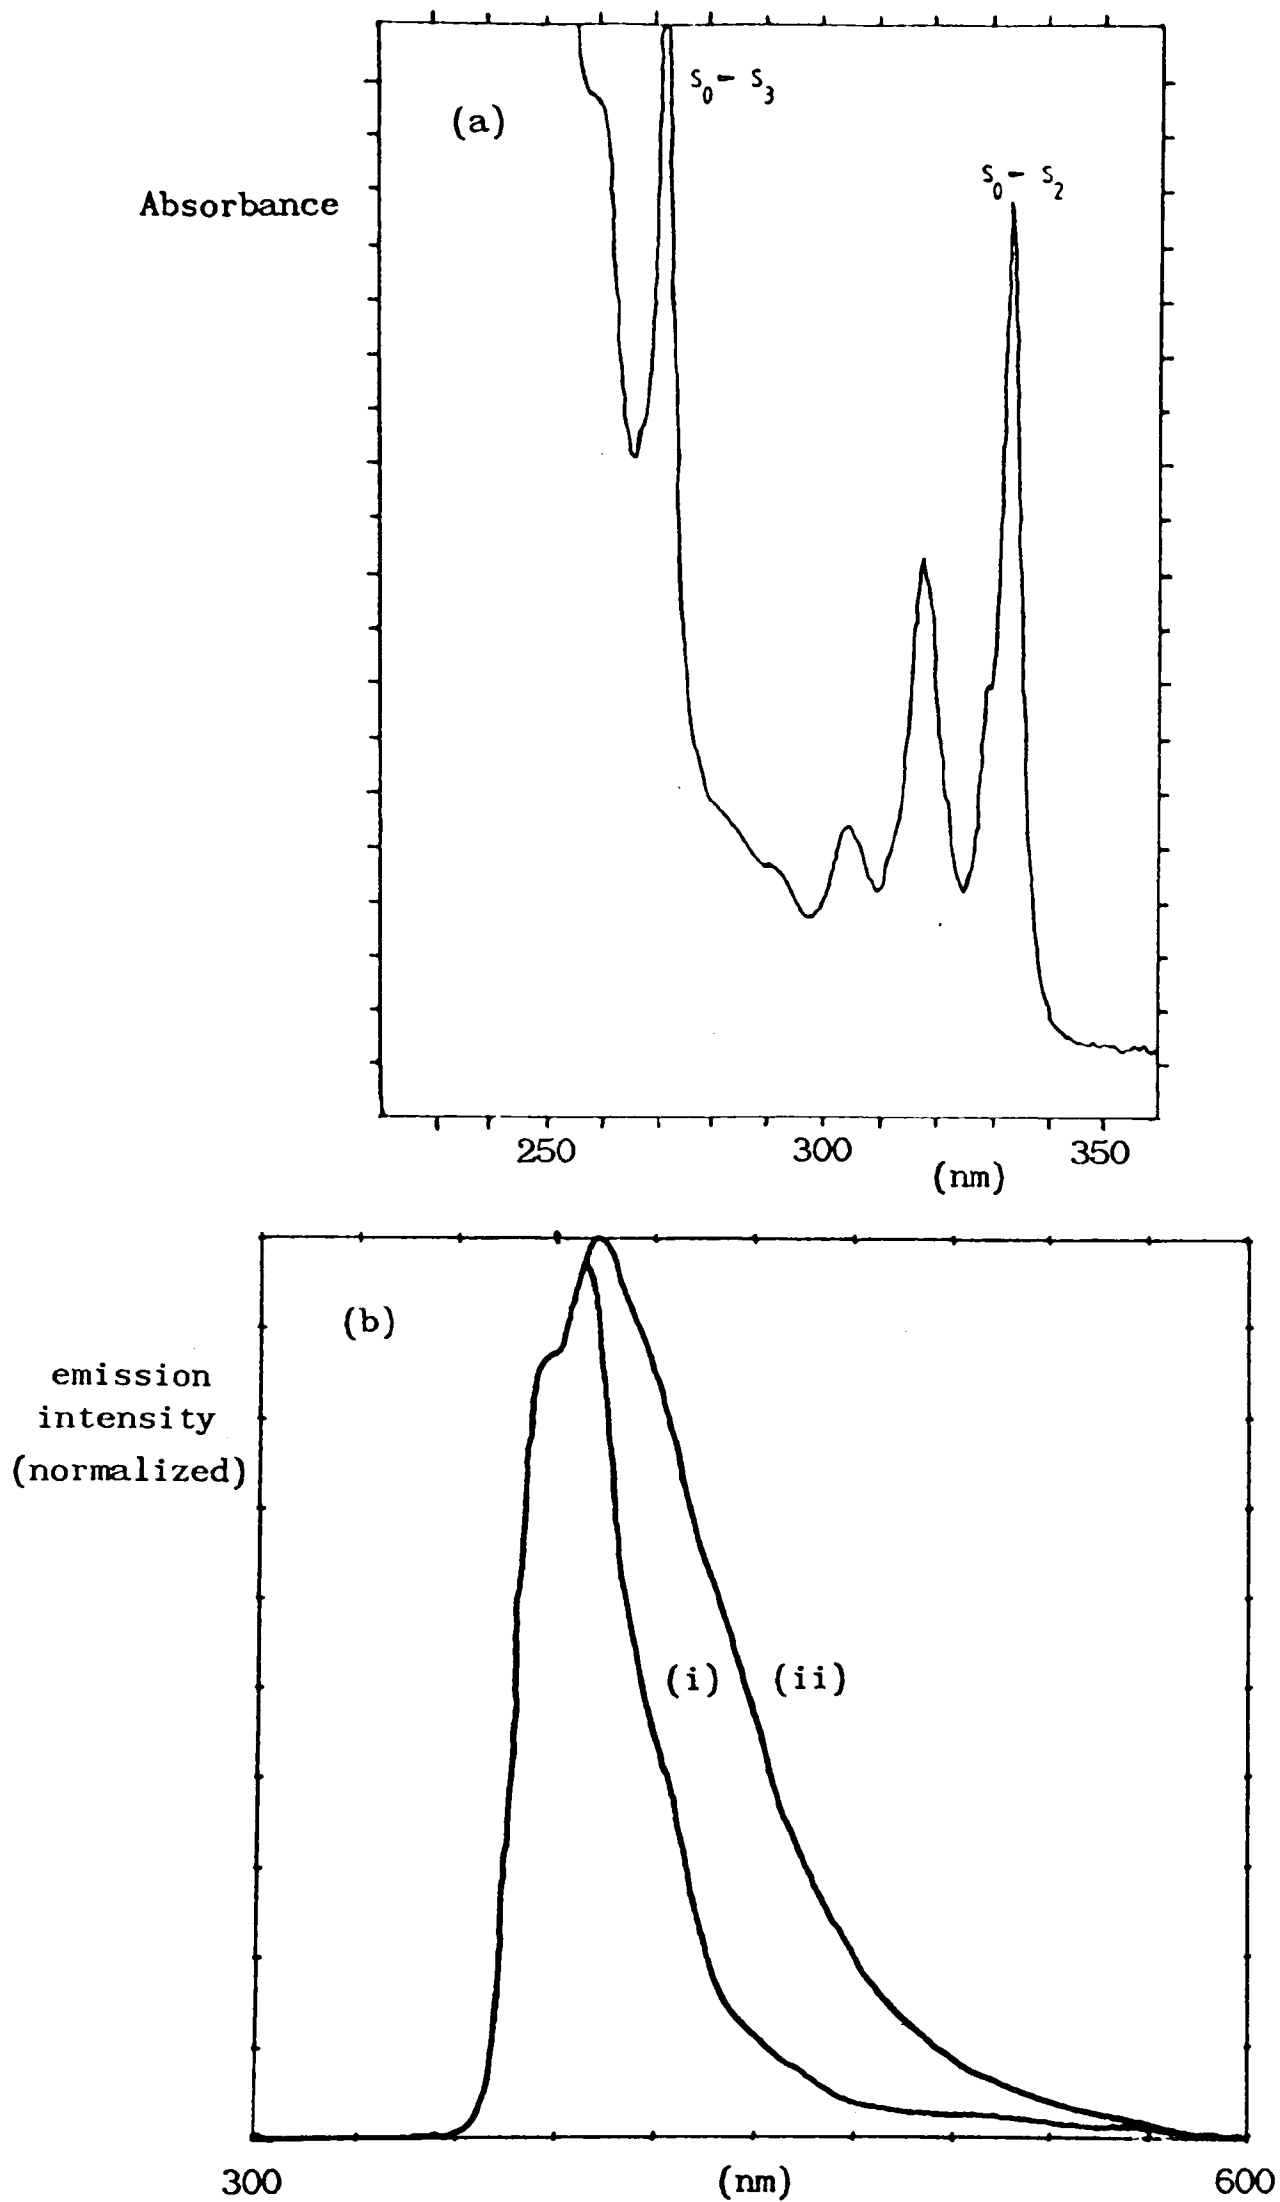 S0 - S3
(a)
S0 - S2
Absorbance
250 300 350
(nm)
(b)
emission
intensity
(normalized)
(i) (ii)
300 (nm) 600